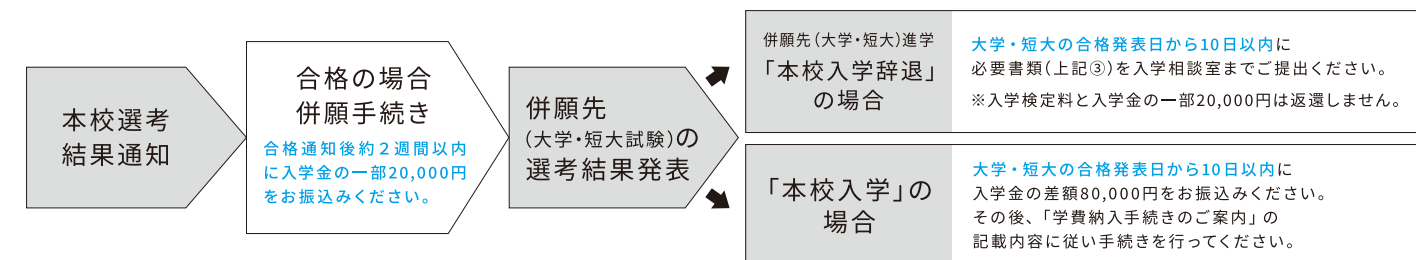 本校選考
結果通知
合格の場合
併願手続き
合格通知後約2週間以内
に入学金の一部20,000円
をお振込みください。
併願先
(大学・短大試験)の
選考結果発表
併願先(大学・短大)進学
「本校入学辞退」
の場合
大学・短大の合格発表日から10日以内に
必要書類(上記③)を入学相談室までご提出ください。
※入学検定料と入学金の一部20,000円は返還しません。
「本校入学」の
場合
大学・短大の合格発表日から10日以内に
入学金の差額80,000円をお振込みください。
その後、「学費納入手続きのご案内」の
記載内容に従い手続きを行ってください。